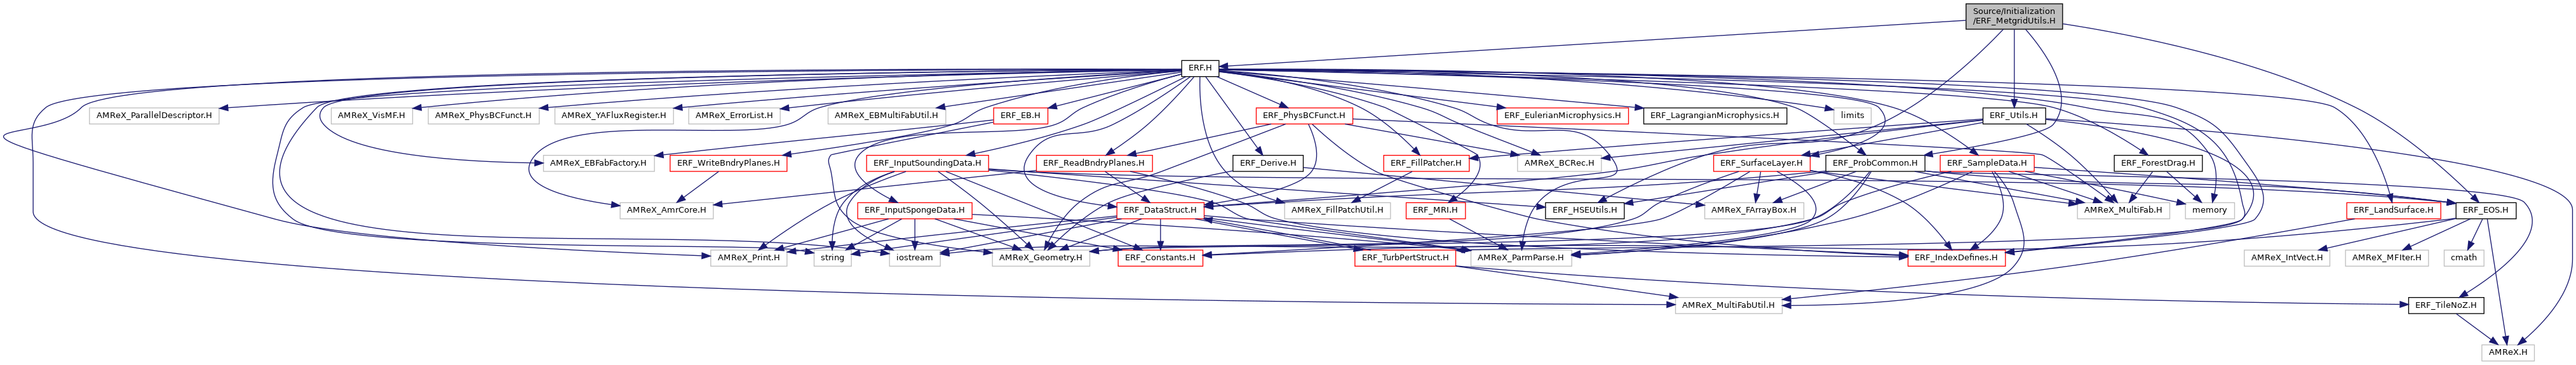 Source/Initialization
/ERF_MetgridUtils.H
ERF.H
AMReX_ParallelDescriptor.H
AMReX_VisMF.H
AMReX_PhysBCFunct.H
AMReX_YAFluxRegister.H
AMReX_ErrorList.H
AMReX_EBMultiFabUtil.H
ERF_EB.H
ERF_PhysBCFunct.H
ERF_EulerianMicrophysics.H
ERF_LagrangianMicrophysics.H
limits
ERF_Utils.H
AMReX_EBFabFactory.H
ERF_WriteBndryPlanes.H
ERF_InputSoundingData.H
ERF_ReadBndryPlanes.H
ERF_Derive.H
ERF_FillPatcher.H
AMReX_BCRec.H
ERF_SurfaceLayer.H
ERF_ProbCommon.H
ERF_SampleData.H
ERF_ForestDrag.H
AMReX_AmrCore.H
ERF_InputSpongeData.H
ERF_DataStruct.H
AMReX_FillPatchUtil.H
ERF_MRI.H
ERF_HSEUtils.H
AMReX_FArrayBox.H
AMReX_MultiFab.H
memory
ERF_LandSurface.H
ERF_EOS.H
AMReX_Print.H
string
iostream
AMReX_Geometry.H
ERF_Constants.H
ERF_TurbPertStruct.H
AMReX_ParmParse.H
ERF_IndexDefines.H
AMReX_IntVect.H
AMReX_MFIter.H
cmath
AMReX_MultiFabUtil.H
ERF_TileNoZ.H
AMReX.H